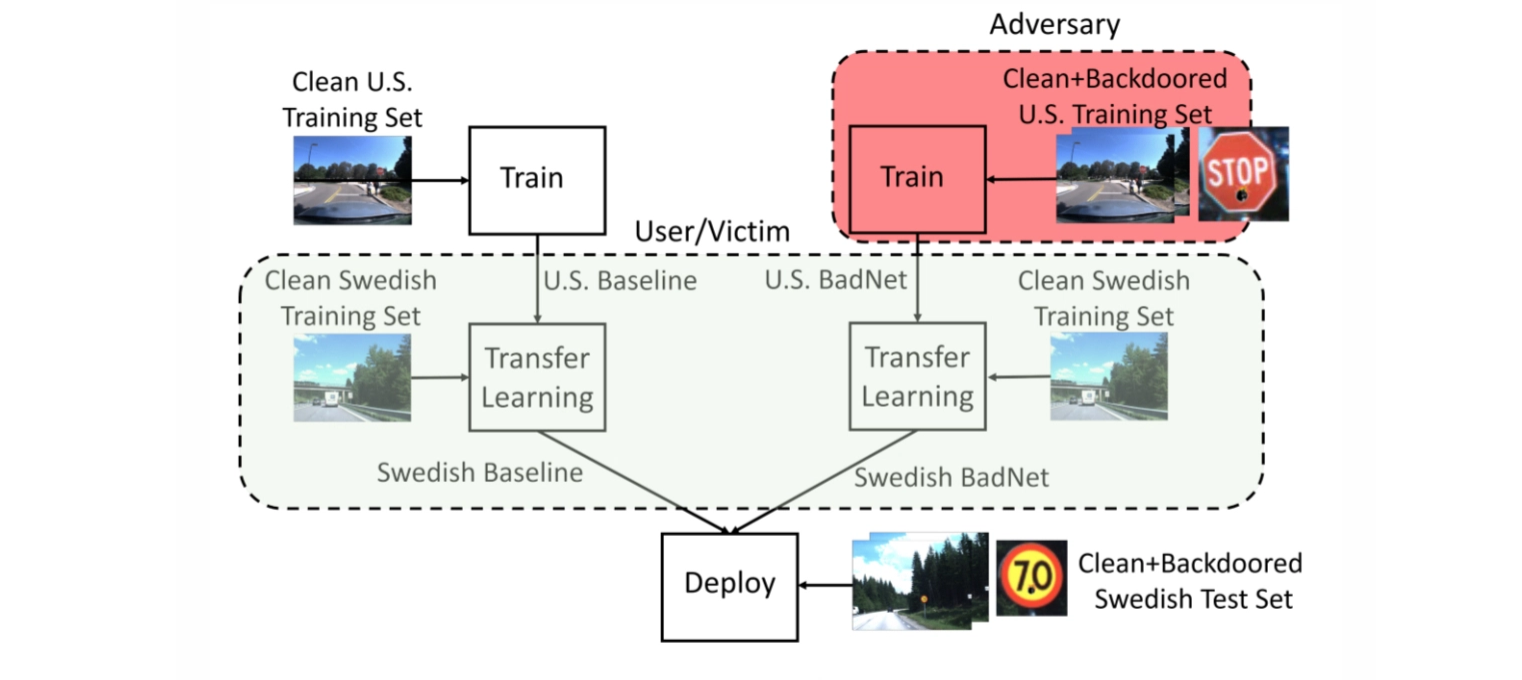 Adversary
Clean U.S.
Training Set
Clean+Backdoored
U.S. Training Set
Train
Train
STOP
User/Victim
Clean Swedish
Training Set
U.S. Baseline
U.S. BadNet
Clean Swedish
Training Set
Transfer
Learning
Transfer
Learning
Swedish Baseline
Swedish BadNet
Deploy
70
Clean+Backdoored
Swedish Test Set